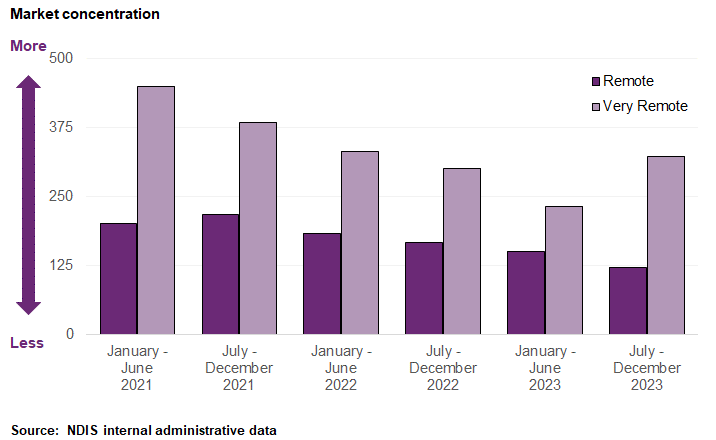 Market concentration
More
500
375
250
125
0
Less
Remote
Very Remote
January -
June
2021
July -
December
2021
January -
June
2022
July -
December
2022
January -
June
2023
July -
December
2023
Source:  NDIS internal administrative data